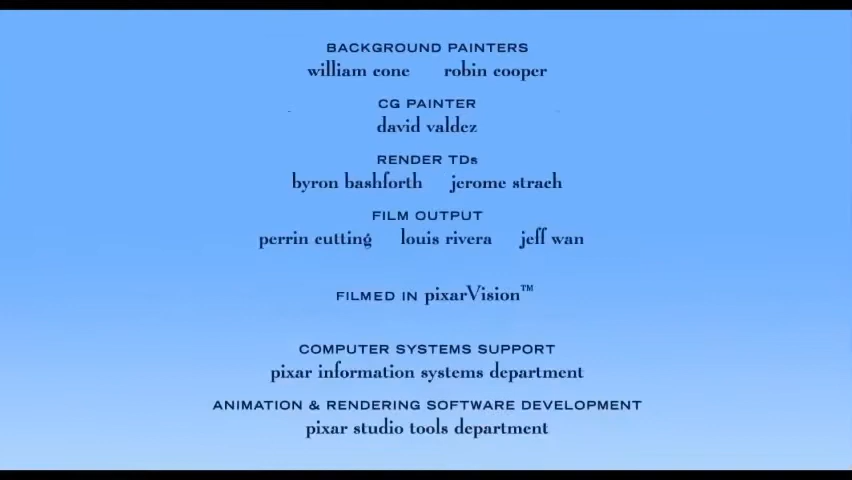 BACKGROUND PAINTERS
william cone robin cooper
CG PAINTER
david valdez
RENDER TDs
byron bashforth jerome strach
FILM OUTPUT
perrin cutting louis rivera jeff wan
FILMED IN pixarVision™
COMPUTER SYSTEMS SUPPORT
pixar information systems department
ANIMATION & RENDERING SOFTWARE DEVELOPMENT
pixar studio tools department